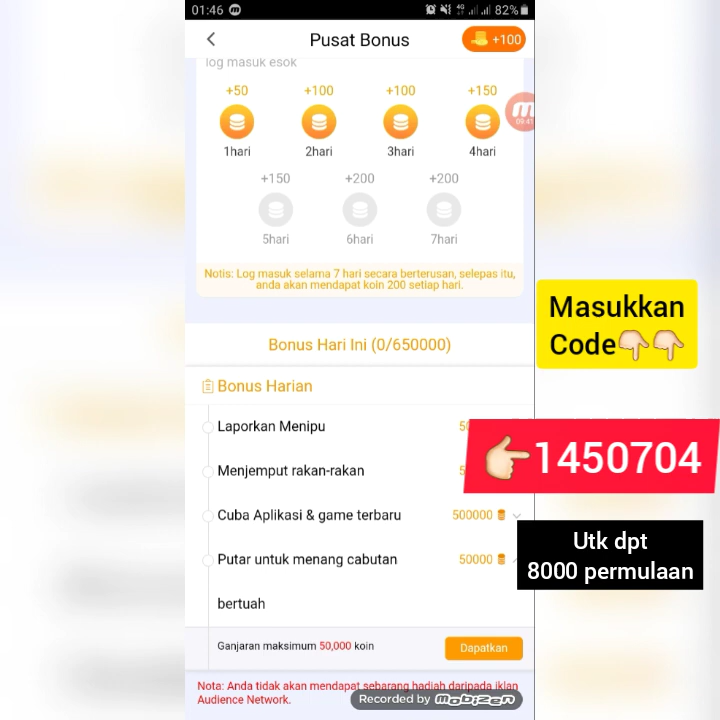 01:46
4G
82%
Pusat Bonus
+100
log masuk esok
+50
+100
+100
+150
09:41
1hari
2hari
3hari
4hari
+150
+200
+200
5hari
6hari
7hari
Notis: Log masuk selama 7 hari secara berterusan, selepas itu,
anda akan mendapat koin 200 setiap hari.
Masukkan
Code👇🏻👇🏻
Bonus Hari Ini (0/650000)
Bonus Harian
Laporkan Menipu
👉🏻1450704
Menjemput rakan-rakan
Cuba Aplikasi & game terbaru
500000
Utk dpt
8000 permulaan
Putar untuk menang cabutan
50000
bertuah
Ganjaran maksimum 50,000 koin
Dapatkan
Nota: Anda tidak akan mendapat sebarang hadiah daripada iklan
Audience Network.
Recorded by mobizen